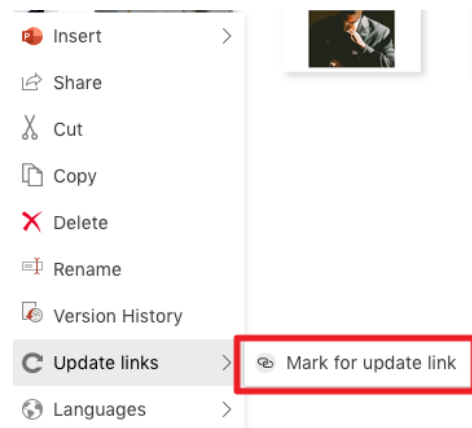 Insert
Share
Cut
Copy
Delete
Rename
Version History
Update links
Mark for update link
Languages